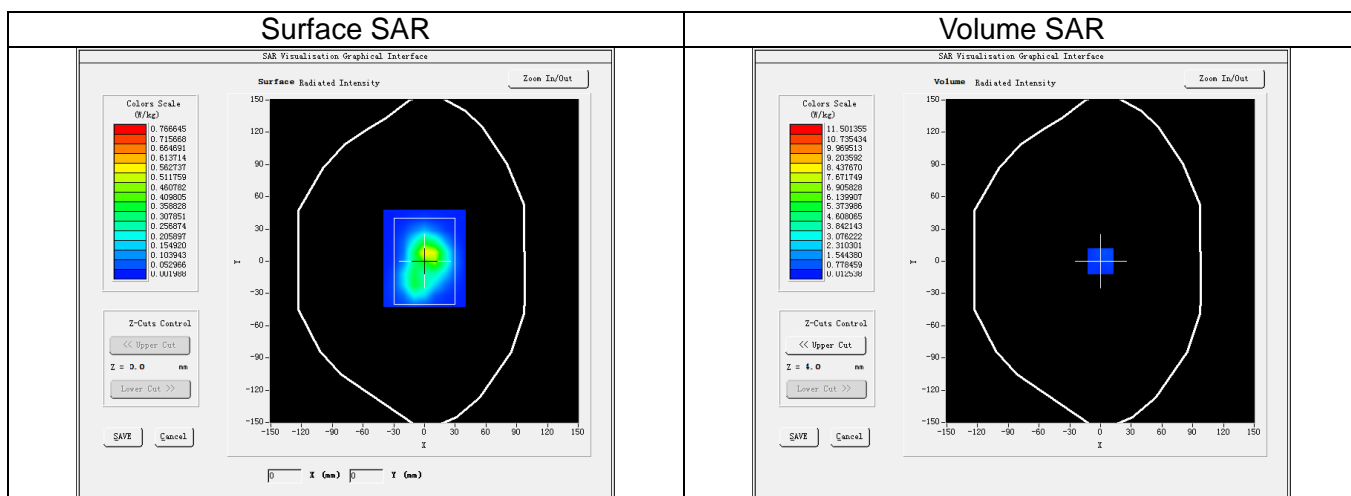 Surface SAR
Volume SAR
SAR Visualisation Graphical Interface
Surface Radiated Intensity
Zoom In/Out
Colors Scale
(W/kg)
0.766645
0.715668
0.664691
0.613714
0.562737
0.511759
0.460782
0.409805
0.358828
0.307851
0.256874
0.205897
0.154920
0.103943
0.052966
0.001988
Z-Cuts Control
<< Upper Cut
Z = 0.0 mm
Lower Cut >>
SAVE Cancel
150
120
90
60
30
0
-30
-60
-90
-120
-150
Y
-150 -120 -90 -60 -30 0 30 60 90 120 150
X
0 X (mm) 0 Y (mm)
SAR Visualisation Graphical Interface
Volume Radiated Intensity
Zoom In/Out
Colors Scale
(W/kg)
11.501355
10.735434
9.969513
9.203592
8.437670
7.671749
6.905828
6.139907
5.373986
4.608065
3.842143
3.076222
2.310301
1.544380
0.778459
0.012538
Z-Cuts Control
<< Upper Cut
Z = 4.0 mm
Lower Cut >>
SAVE Cancel
150
120
90
60
30
0
-30
-60
-90
-120
-150
Y
-150 -120 -90 -60 -30 0 30 60 90 120 150
X